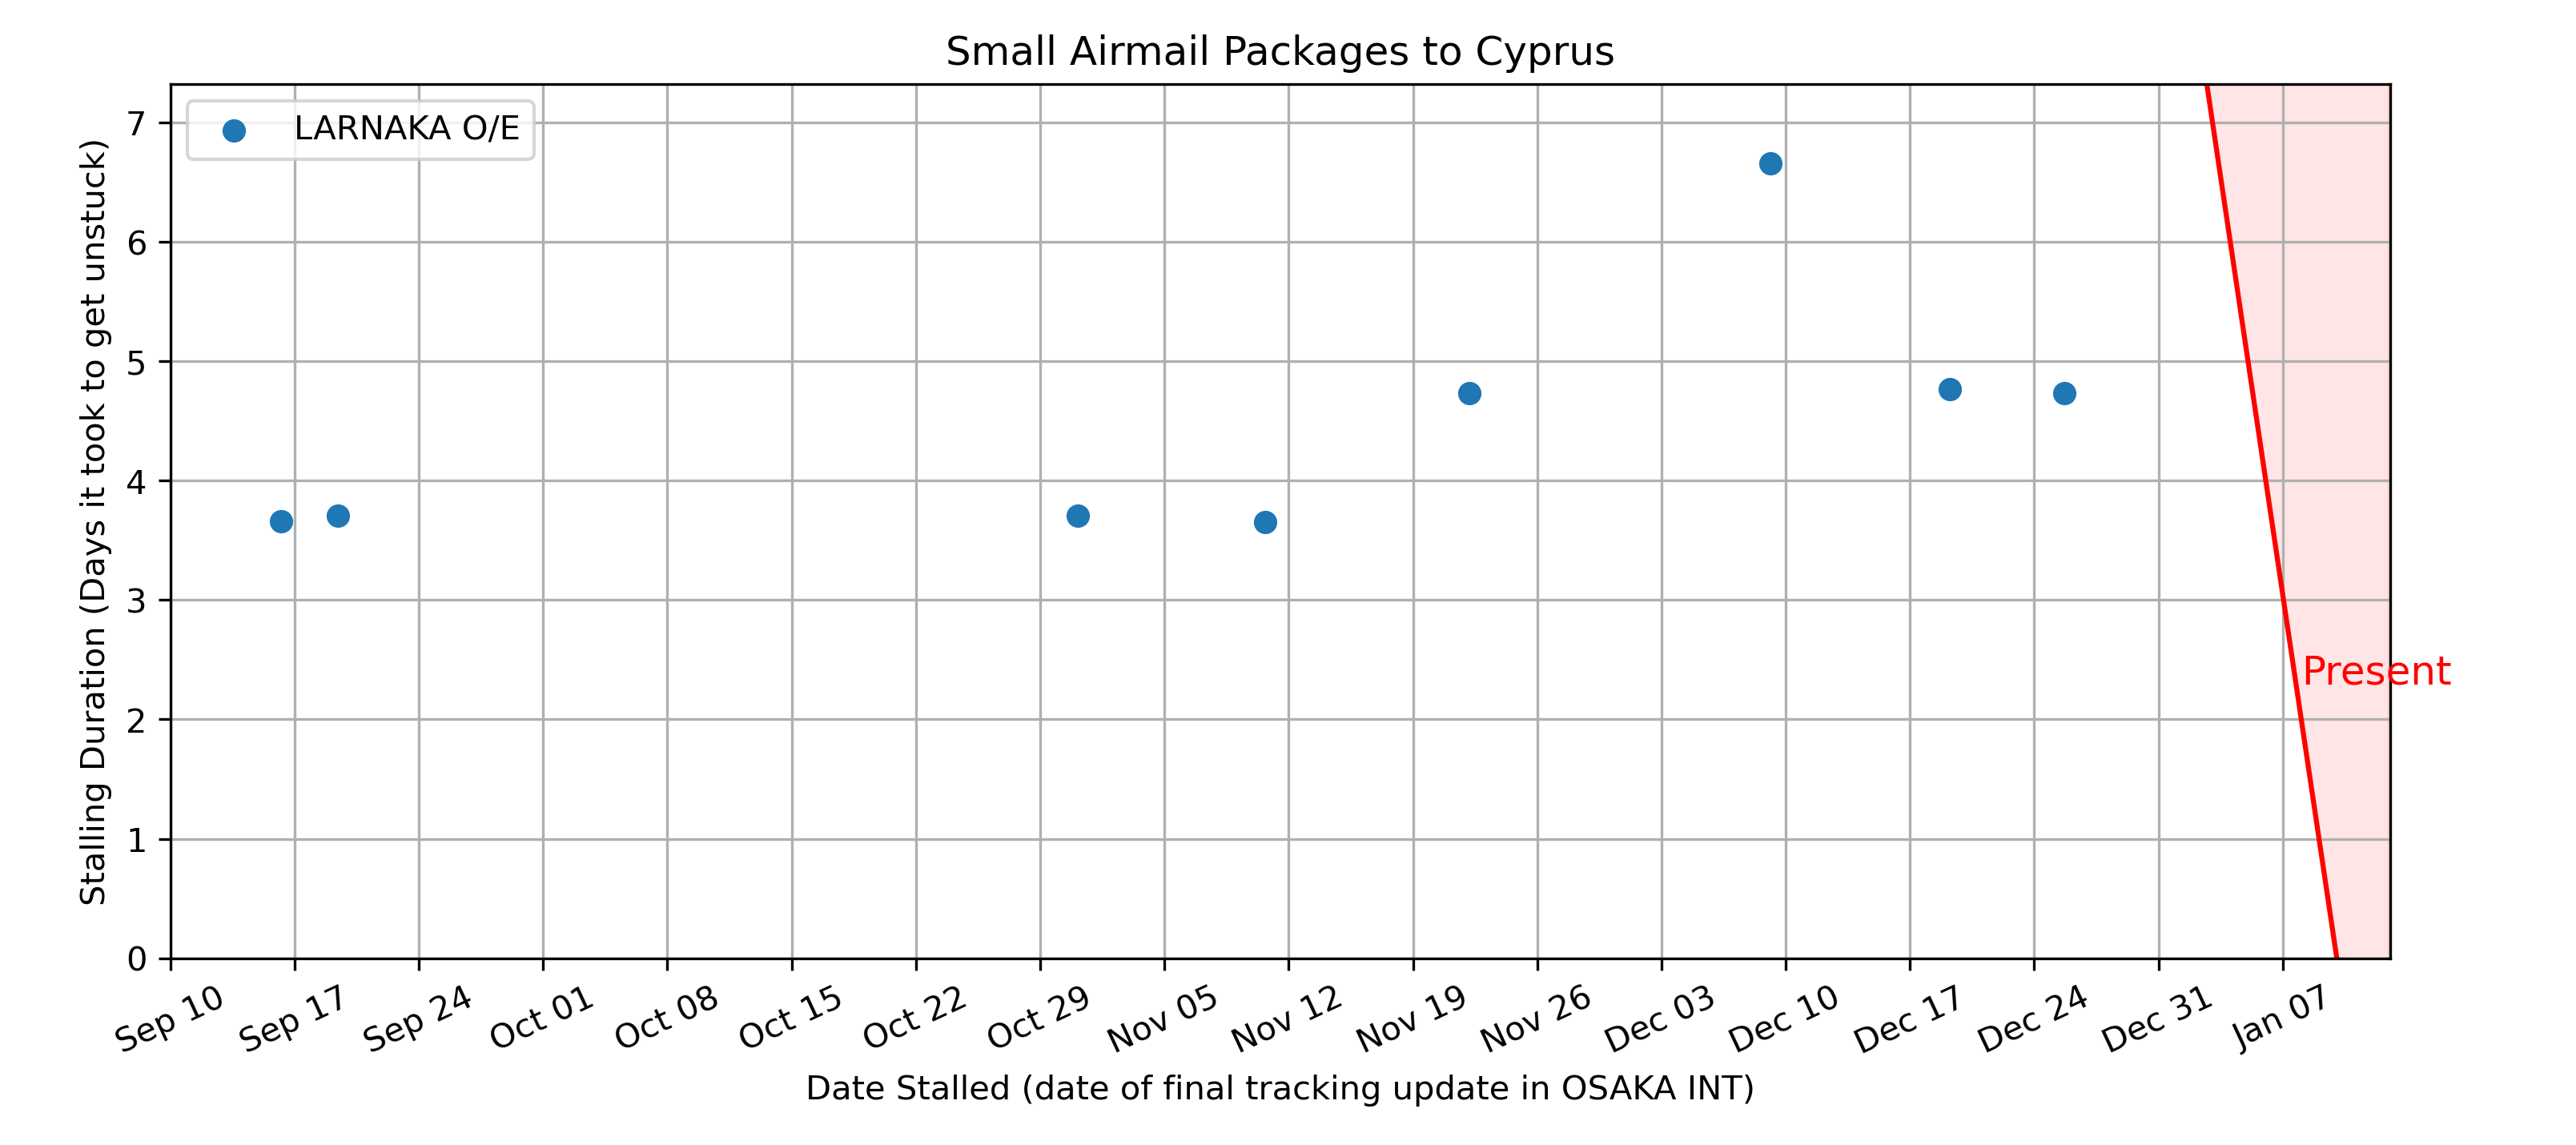 Small Airmail Packages to Cyprus
LARNAKA O/E
Stalling Duration (Days it took to get unstuck)
7
6
5
4
3
2
1
0
Present
Sep 10 Sep 17 Sep 24 Oct 01 Oct 08 Oct 15 Oct 22 Oct 29 Nov 05 Nov 12 Nov 19 Nov 26 Dec 03 Dec 10 Dec 17 Dec 24 Dec 31 Jan 07
Date Stalled (date of final tracking update in OSAKA INT)